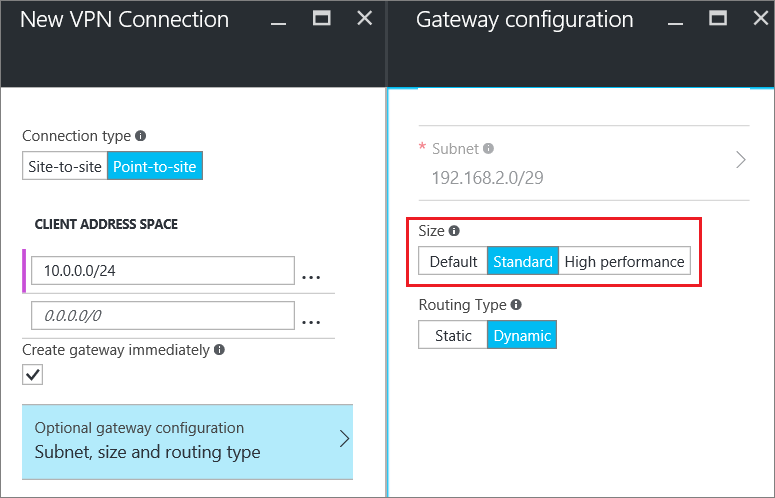 New VPN Connection
Connection type
Site-to-site Point-to-site
CLIENT ADDRESS SPACE
10.0.0.0/24
...
0.0.0.0/0
...
Create gateway immediately
Optional gateway configuration
Subnet, size and routing type
Gateway configuration
* Subnet
192.168.2.0/29
Size
Default Standard High performance
Routing Type
Static Dynamic